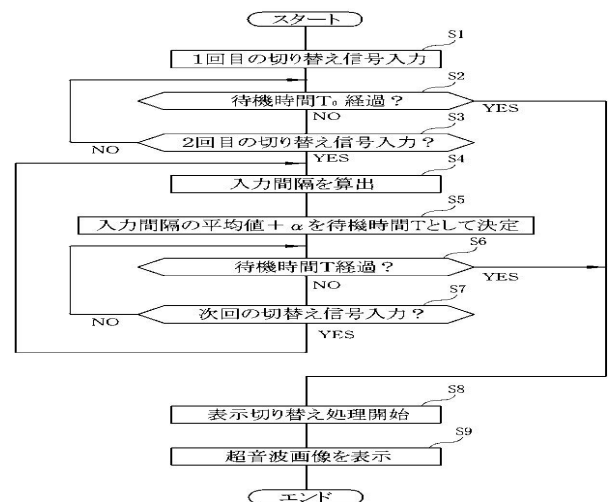 スタート
S1
1回目の切り替え信号入力
S2
待機時間T₀ 経過?
YES
NO
S3
2回目の切り替え信号入力?
NO
YES
S4
入力間隔を算出
S5
入力間隔の平均値+αを待機時間Tとして決定
S6
待機時間T経過?
YES
NO
S7
次回の切替え信号入力?
NO
YES
S8
表示切り替え処理開始
S9
超音波画像を表示
エンド